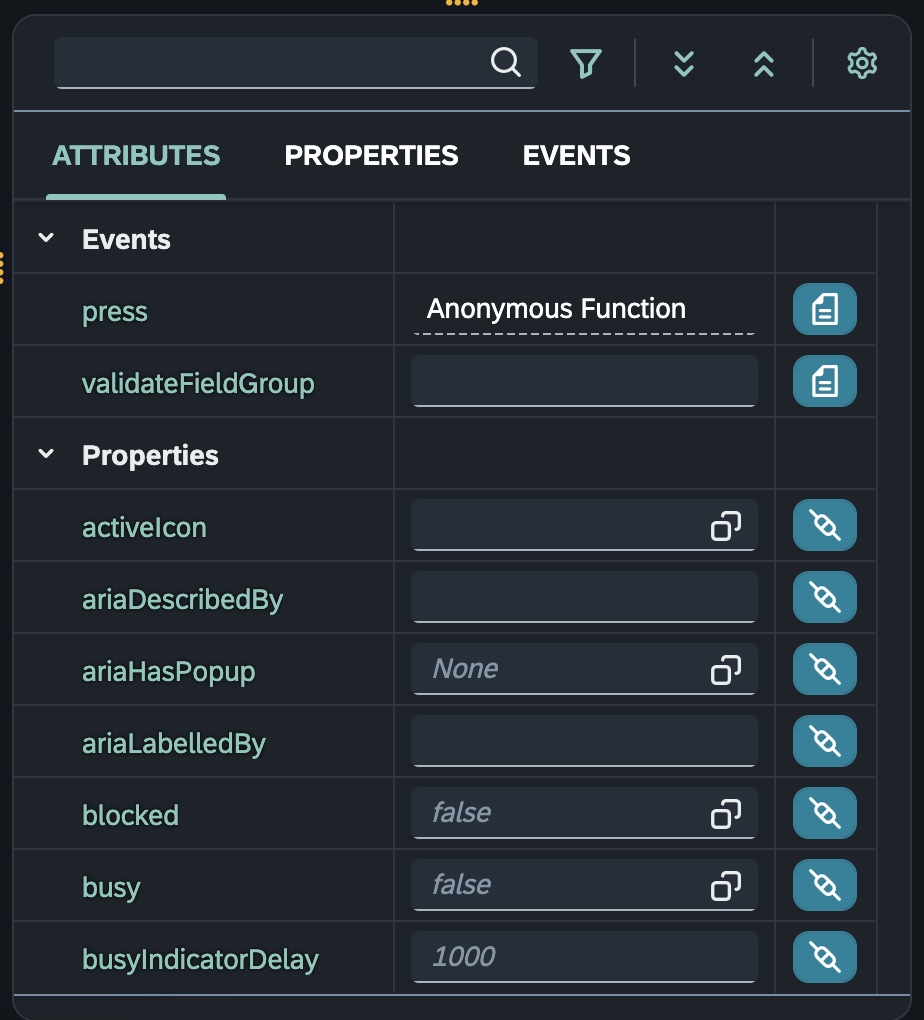 ATTRIBUTES PROPERTIES EVENTS
Events
press Anonymous Function
validateFieldGroup
Properties
activeIcon
ariaDescribedBy
ariaHasPopup None
ariaLabelledBy
blocked false
busy false
busyIndicatorDelay 1000